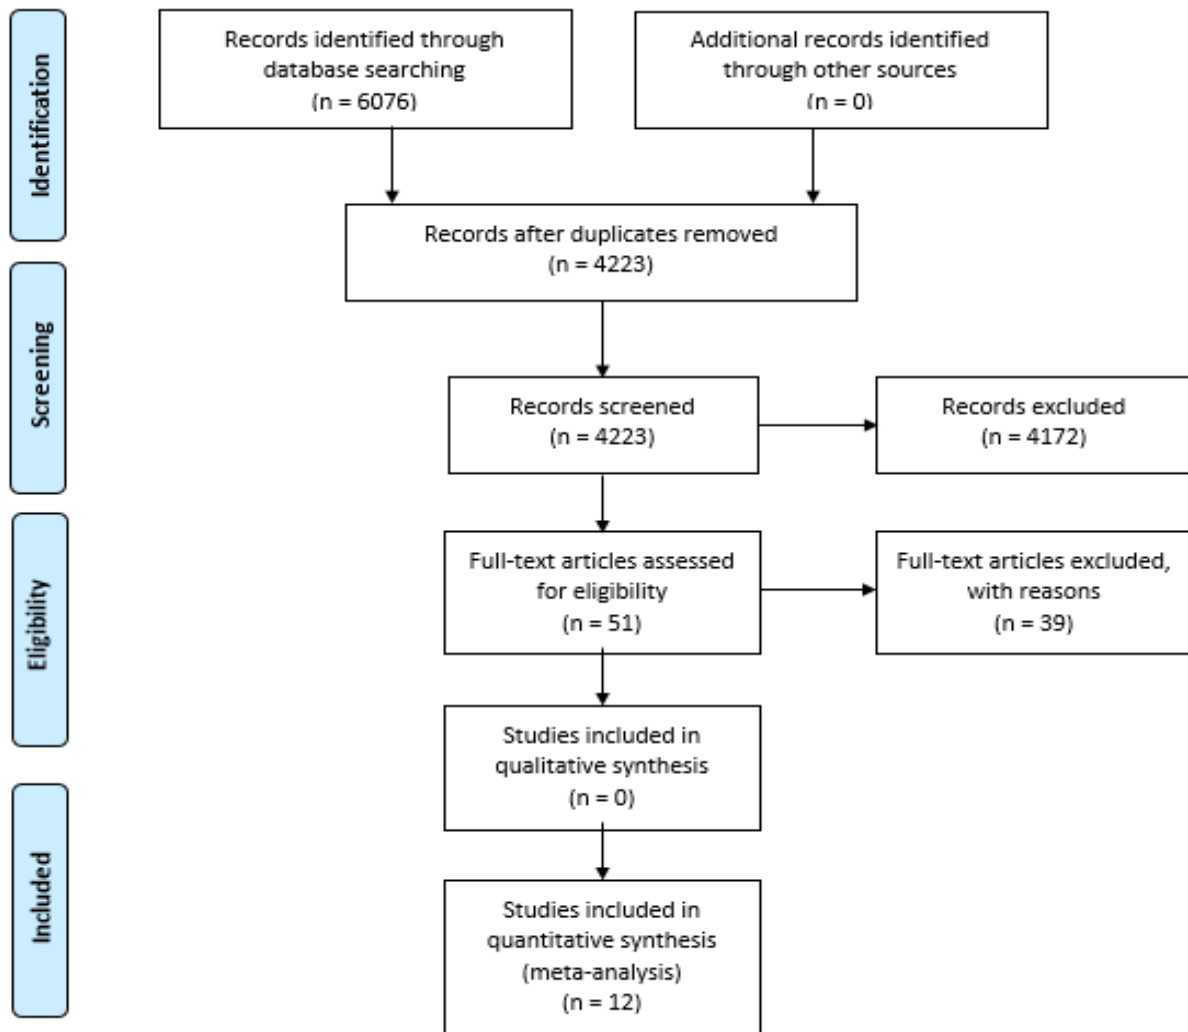 Identification
Records identified through
database searching
(n = 6076)
Additional records identified
through other sources
(n = 0)
Records after duplicates removed
(n = 4223)
Screening
Records screened
(n = 4223)
Records excluded
(n = 4172)
Eligibility
Full-text articles assessed
for eligibility
(n = 51)
Full-text articles excluded,
with reasons
(n = 39)
Studies included in
qualitative synthesis
(n = 0)
Included
Studies included in
quantitative synthesis
(meta-analysis)
(n = 12)